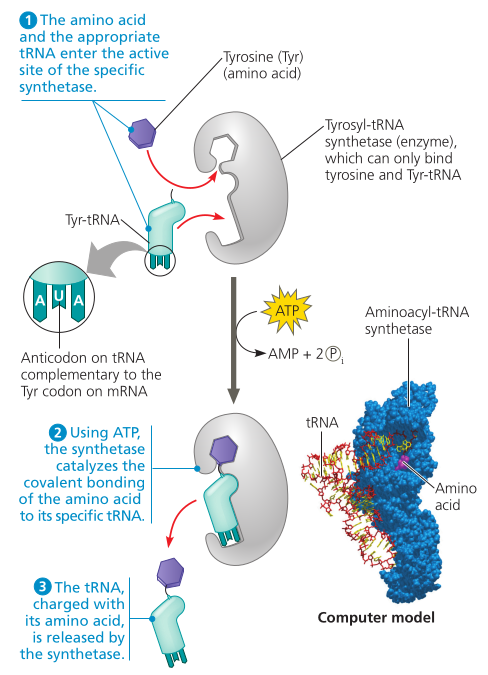 1 The amino acid
and the appropriate
tRNA enter the active
site of the specific
synthetase.
Tyrosine (Tyr)
(amino acid)
Tyrosyl-tRNA
synthetase (enzyme),
which can only bind
tyrosine and Tyr-tRNA
Tyr-tRNA
A U A
Anticodon on tRNA
complementary to the
Tyr codon on mRNA
ATP
AMP + 2 Pi
Aminoacyl-tRNA
synthetase
tRNA
Amino
acid
Computer model
2 Using ATP,
the synthetase
catalyzes the
covalent bonding
of the amino acid
to its specific tRNA.
3 The tRNA,
charged with
its amino acid,
is released by
the synthetase.